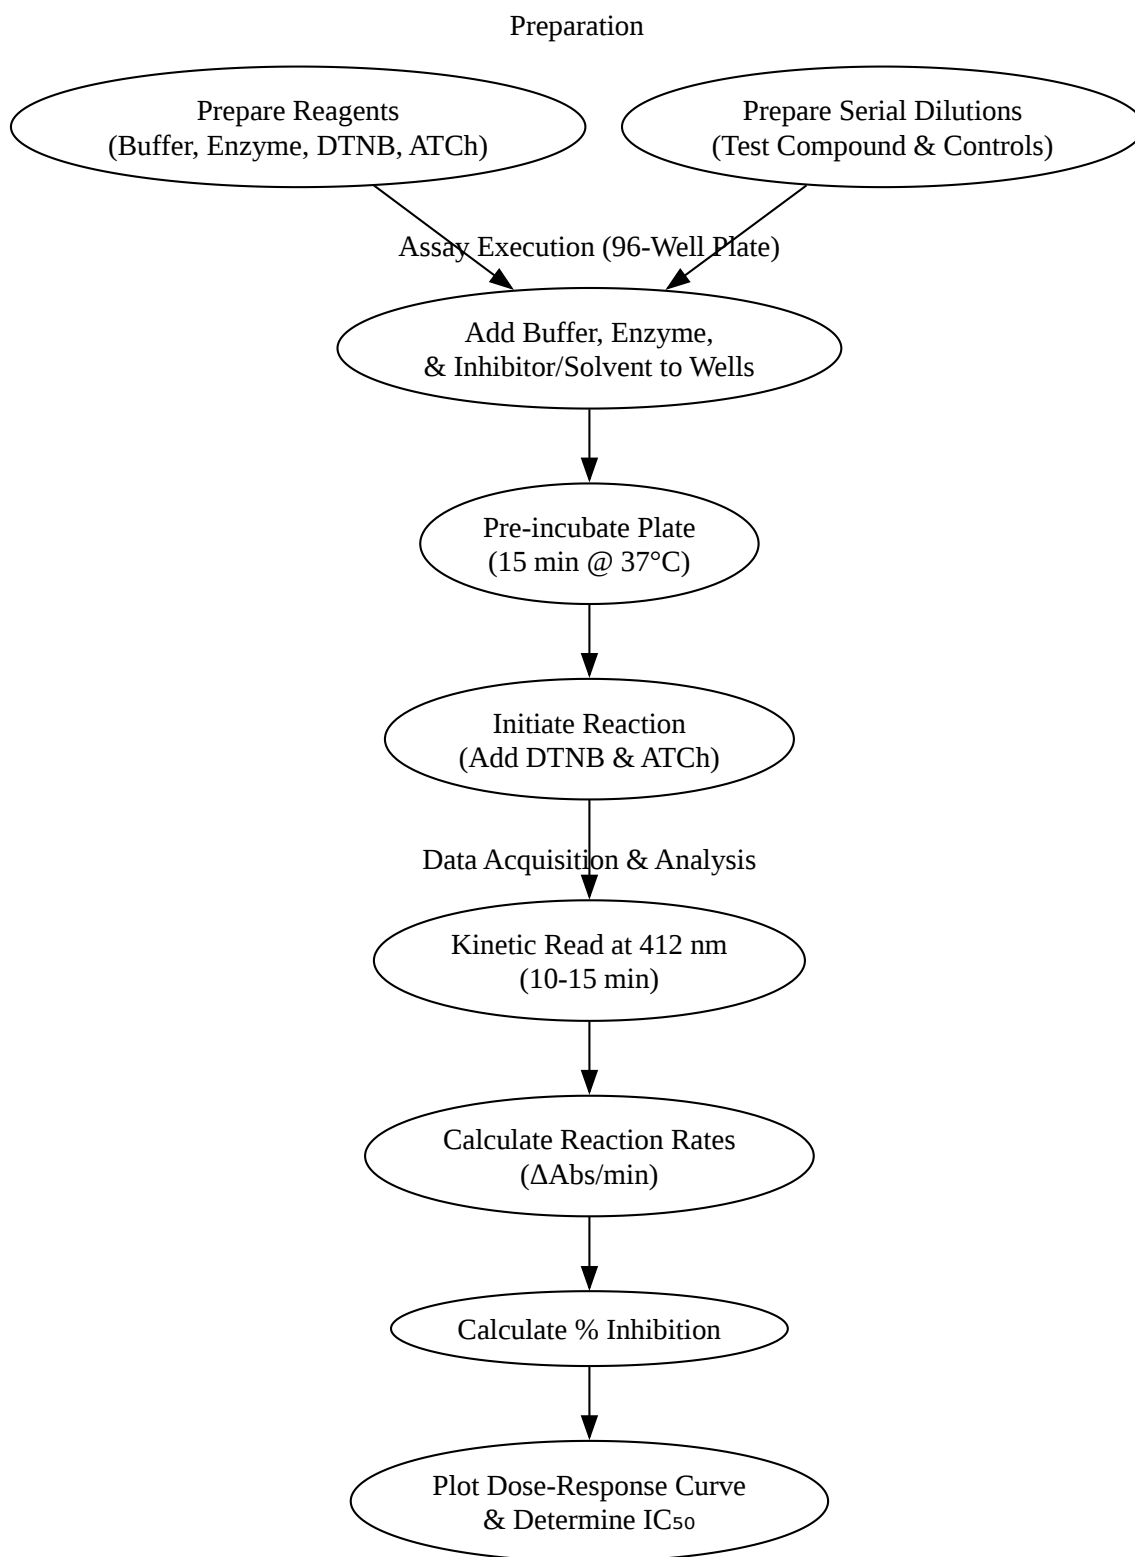 Preparation
Prepare Reagents
(Buffer, Enzyme, DTNB, ATCh)
Prepare Serial Dilutions
(Test Compound & Controls)
Assay Execution (96-Well Plate)
Add Buffer, Enzyme,
& Inhibitor/Solvent to Wells
Pre-incubate Plate
(15 min @ 37°C)
Initiate Reaction
(Add DTNB & ATCh)
Data Acquisition & Analysis
Kinetic Read at 412 nm
(10-15 min)
Calculate Reaction Rates
(ΔAbs/min)
Calculate % Inhibition
Plot Dose-Response Curve
& Determine IC₅₀